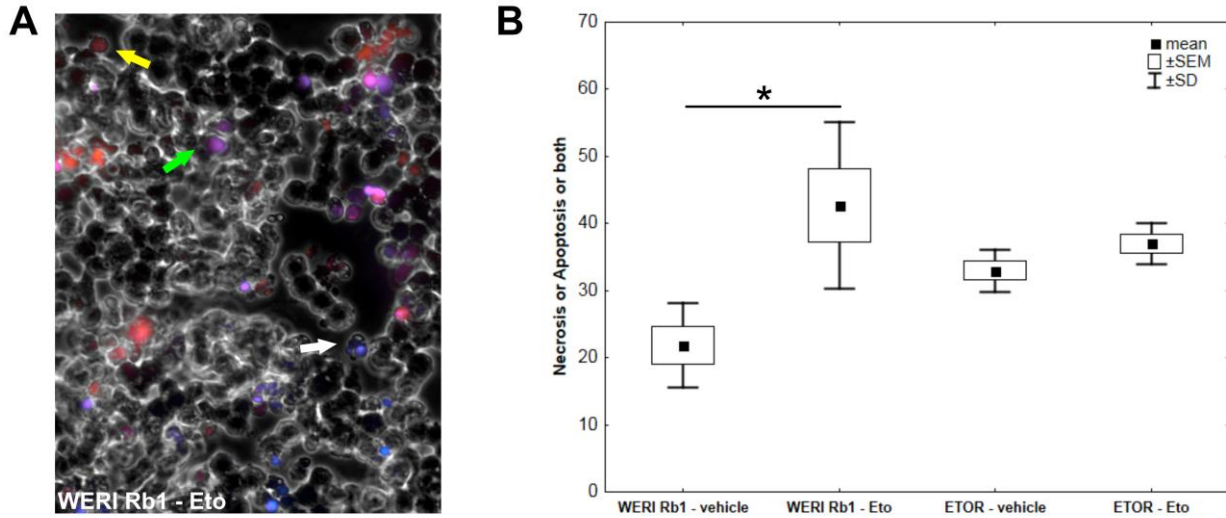 A
WERI Rb1 - Eto
B
Necrosis or Apoptosis or both
70
60
50
40
30
20
10
0
*
mean
±SEM
±SD
WERI Rb1 - vehicle
WERI Rb1 - Eto
ETOR - vehicle
ETOR - Eto